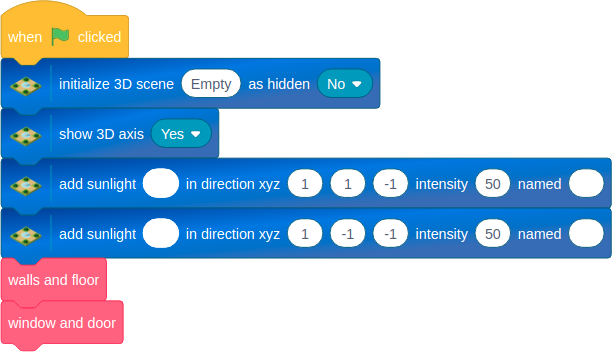 when clicked
initialize 3D scene Empty as hidden No
show 3D axis Yes
add sunlight in direction xyz 1 1 -1 intensity 50 named
add sunlight in direction xyz 1 -1 -1 intensity 50 named
walls and floor
window and door